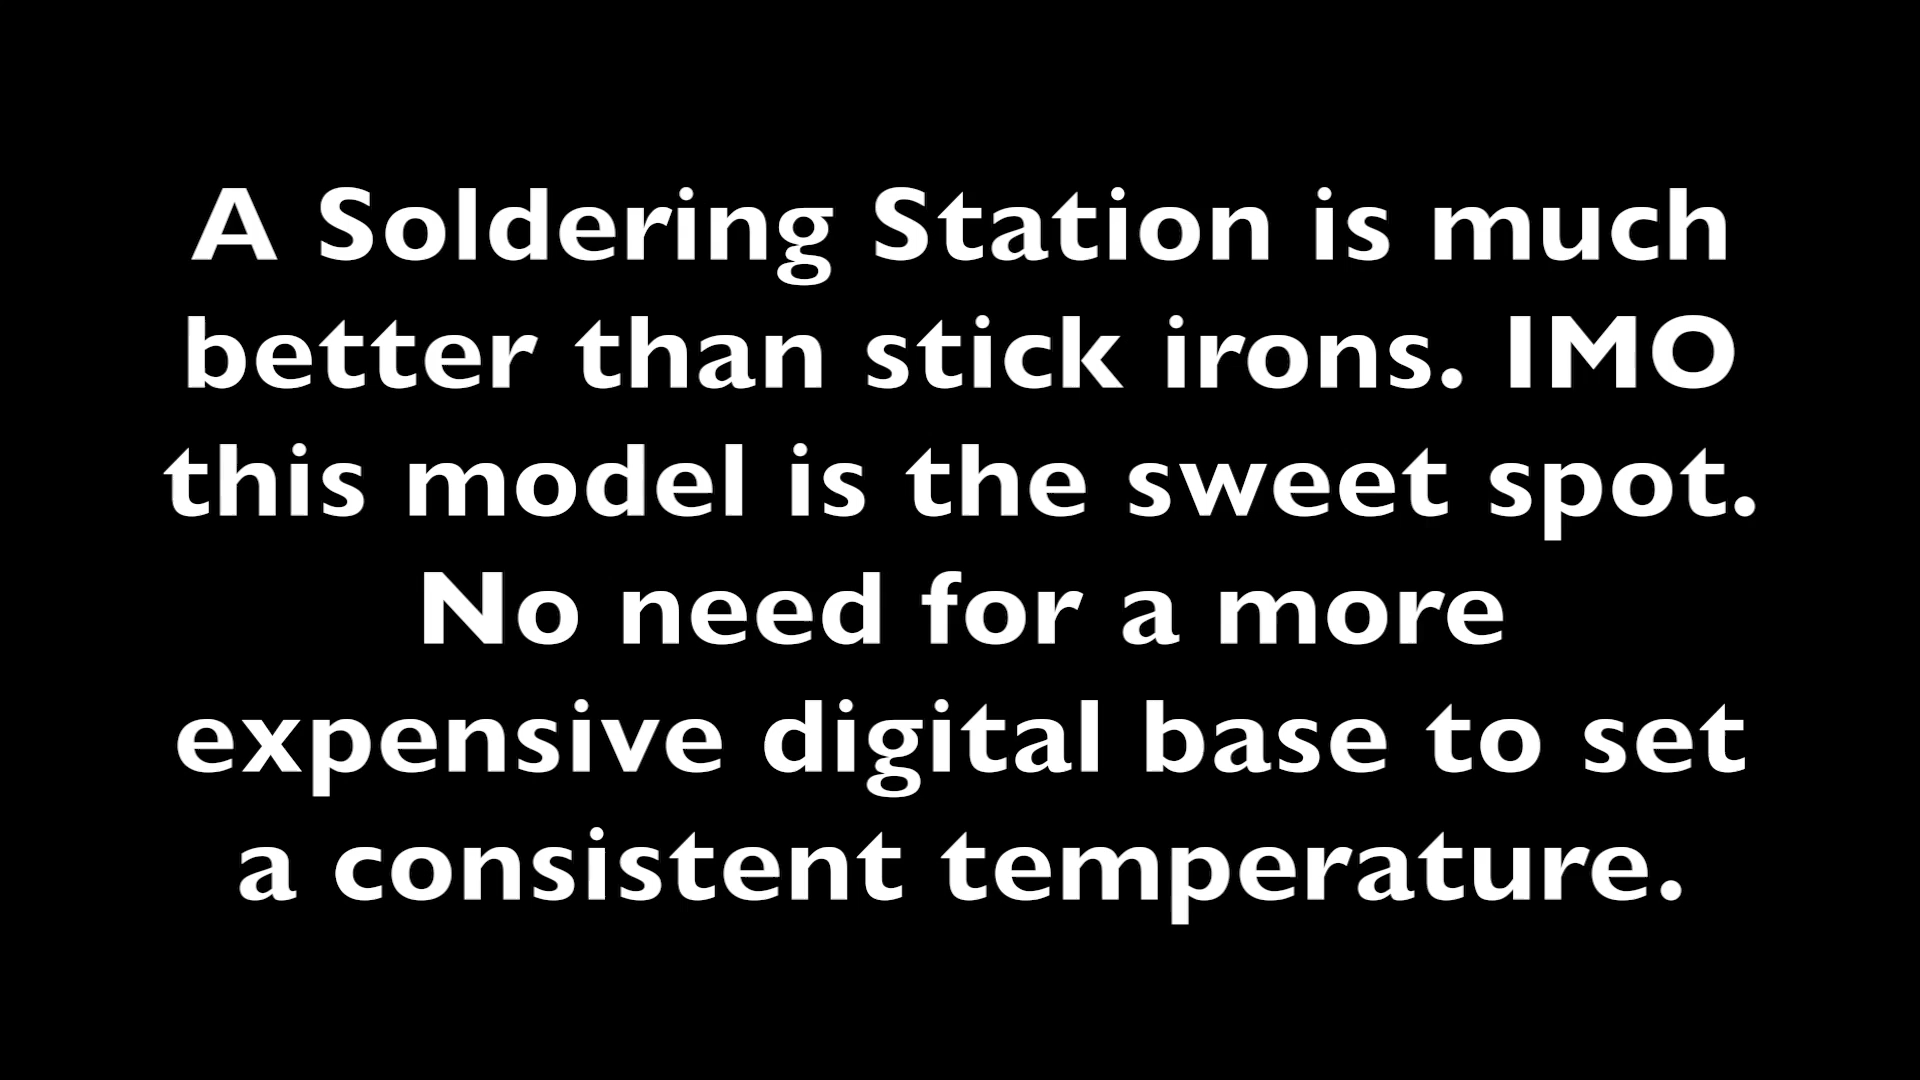 A Soldering Station is much
better than stick irons. IMO
this model is the sweet spot.
No need for a more
expensive digital base to set
a consistent temperature.